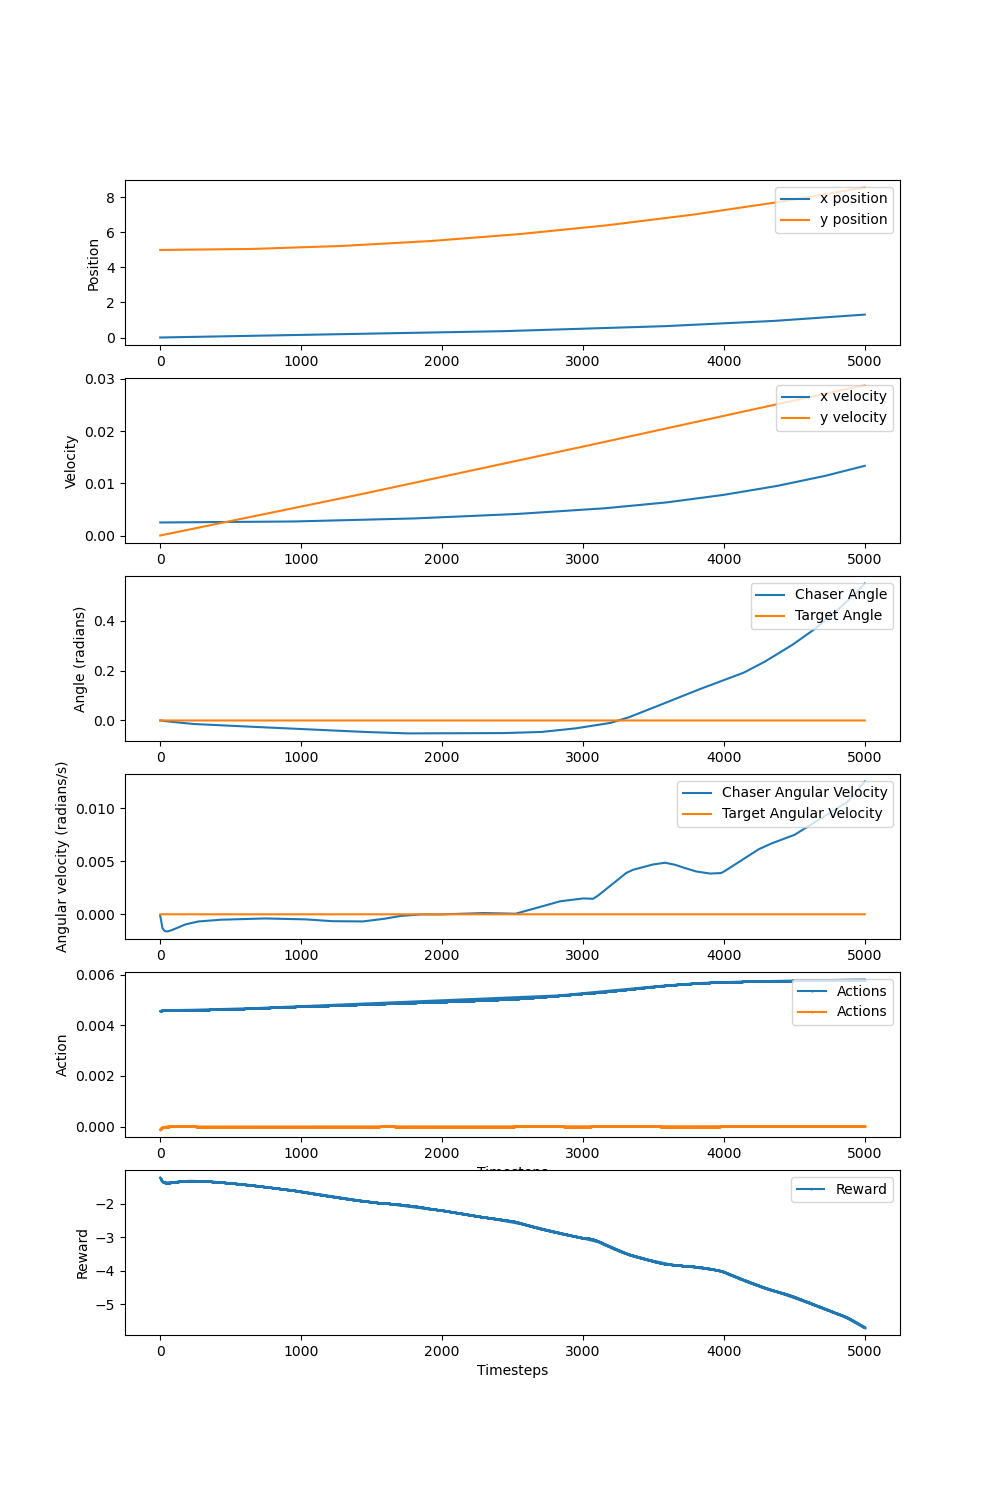 8
6
4
2
0
Position
x position
y position
0 1000 2000 3000 4000 5000
0.03
0.02
0.01
0.00
Velocity
x velocity
y velocity
0 1000 2000 3000 4000 5000
0.4
0.2
0.0
Angle (radians)
Chaser Angle
Target Angle
0 1000 2000 3000 4000 5000
0.010
0.005
0.000
Angular velocity (radians/s)
Chaser Angular Velocity
Target Angular Velocity
0 1000 2000 3000 4000 5000
0.006
0.004
0.002
0.000
Action
Actions
Actions
0 1000 2000 3000 4000 5000
Timesteps
−2
−3
−4
−5
Reward
Reward
0 1000 2000 3000 4000 5000
Timesteps